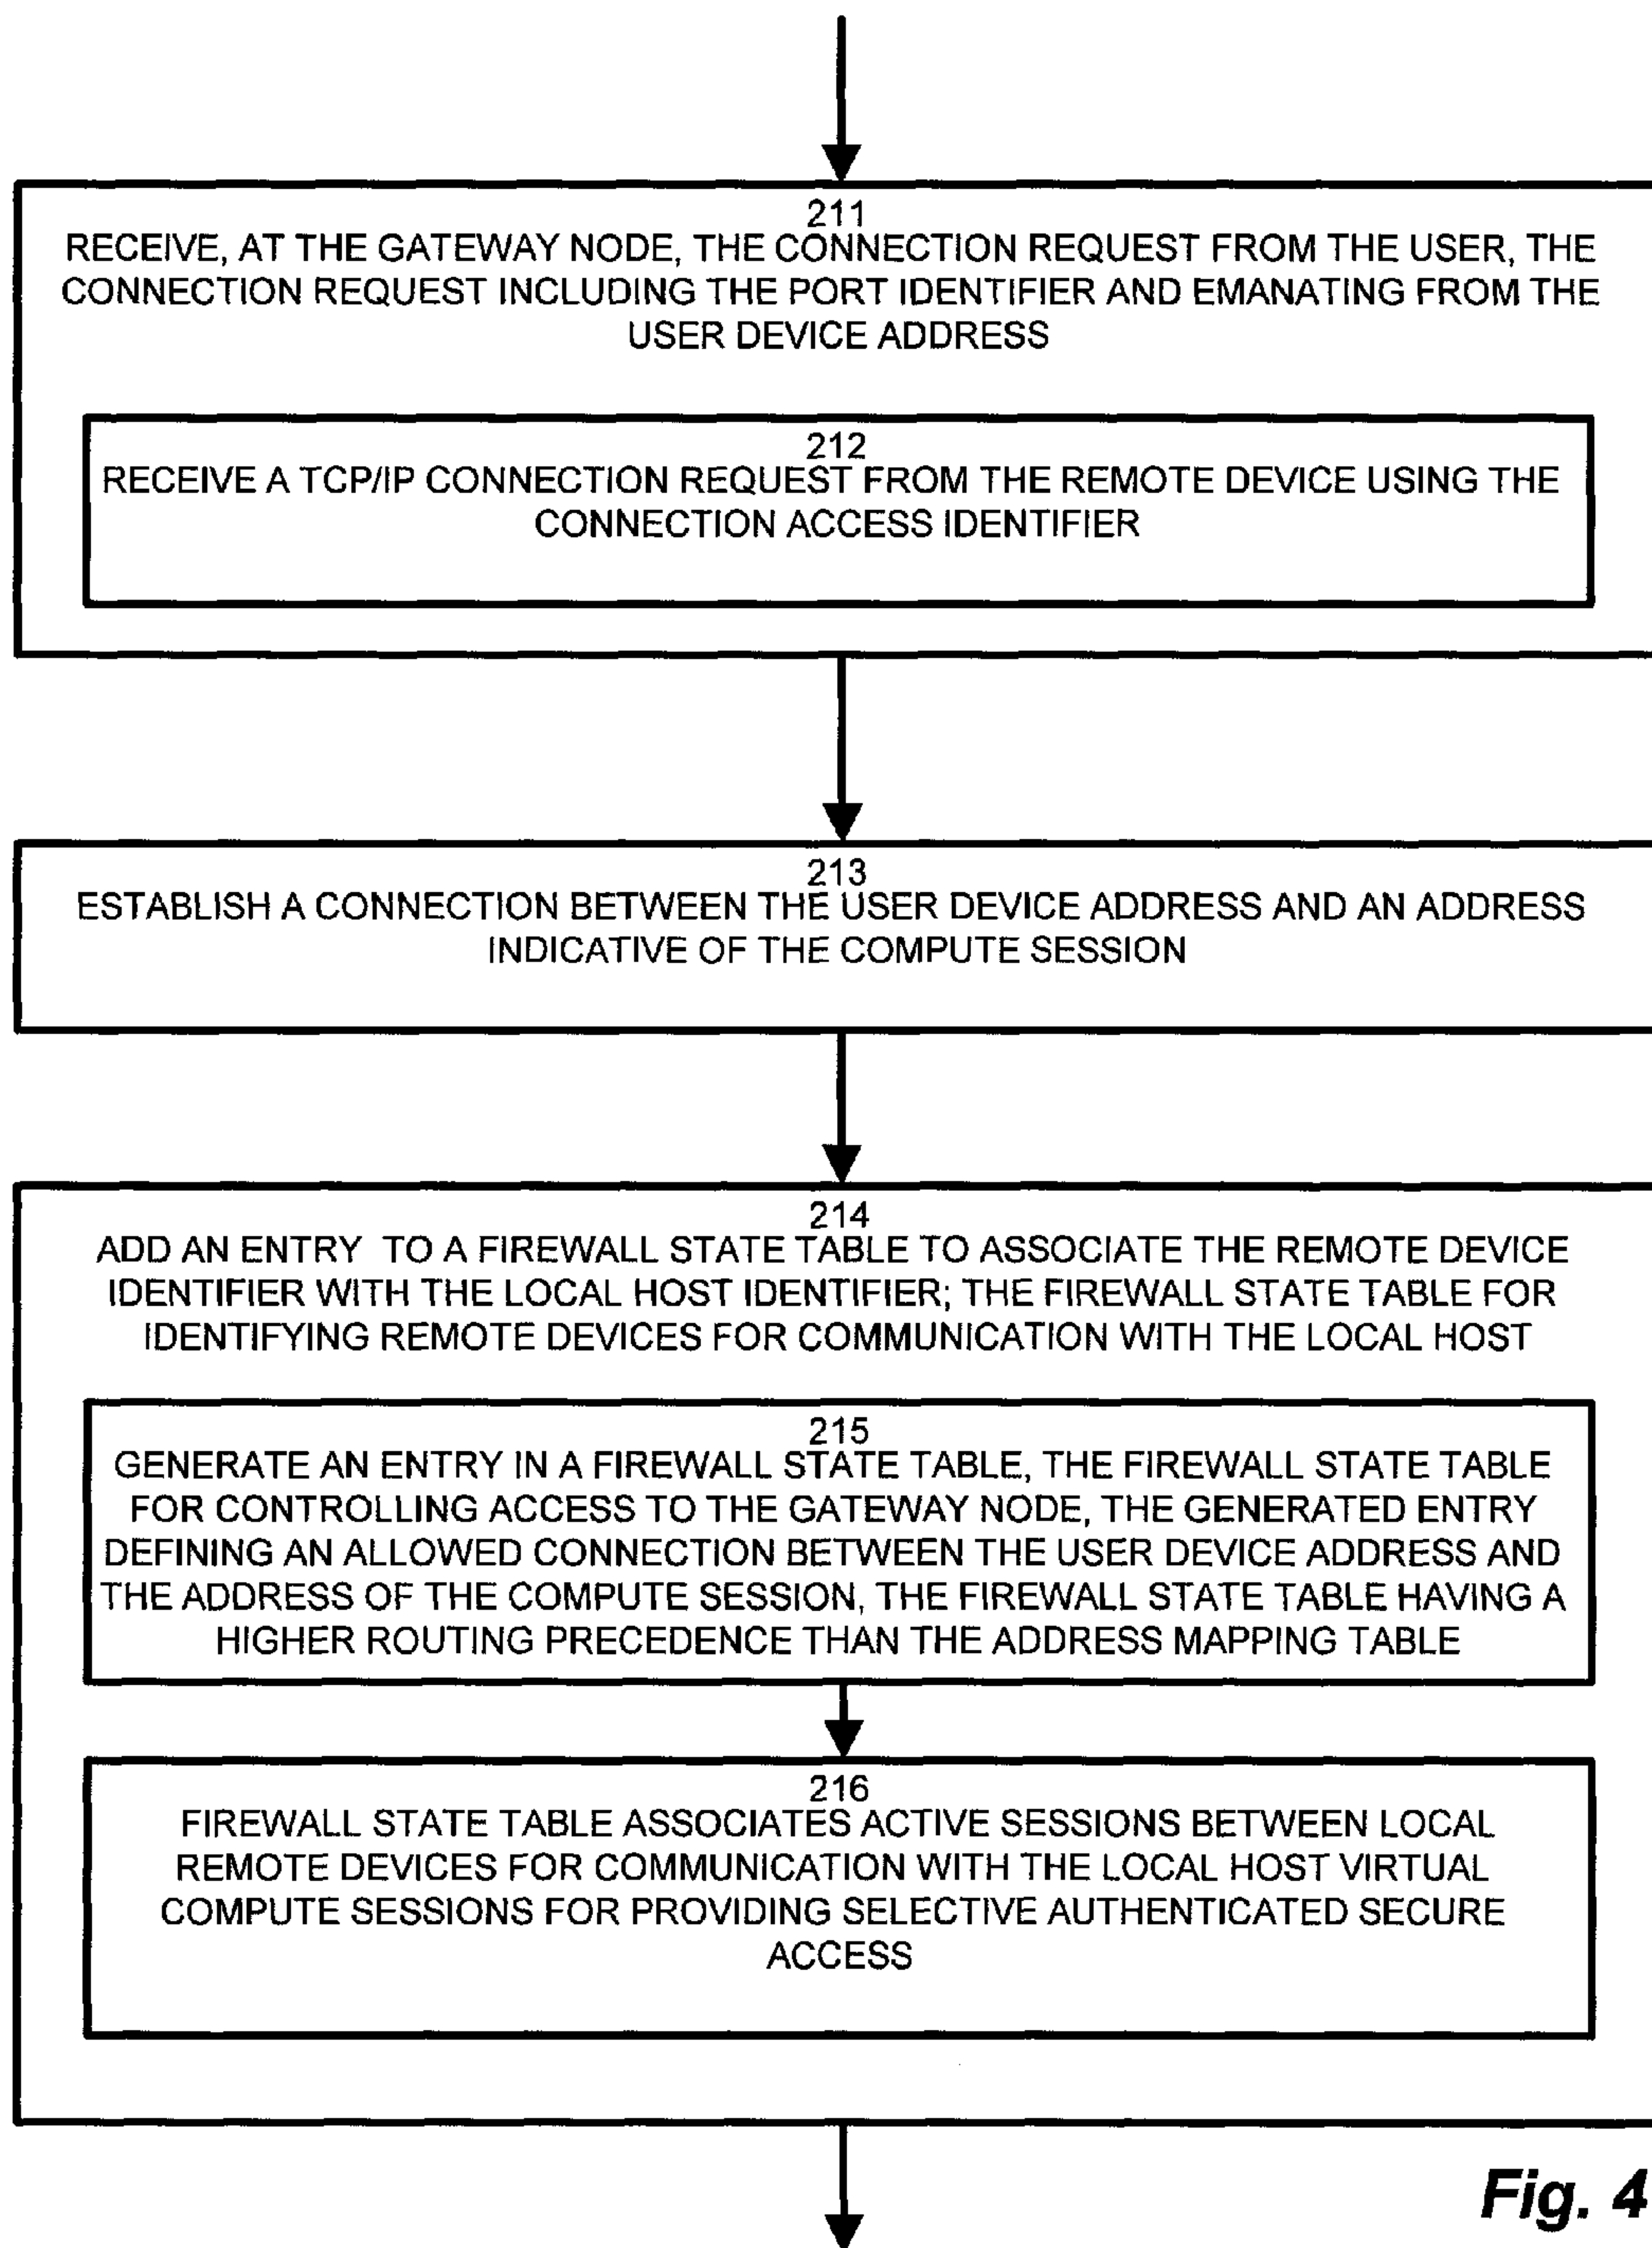 211
RECEIVE, AT THE GATEWAY NODE, THE CONNECTION REQUEST FROM THE USER, THE
CONNECTION REQUEST INCLUDING THE PORT IDENTIFIER AND EMANATING FROM THE
USER DEVICE ADDRESS
212
RECEIVE A TCP/IP CONNECTION REQUEST FROM THE REMOTE DEVICE USING THE
CONNECTION ACCESS IDENTIFIER
213
ESTABLISH A CONNECTION BETWEEN THE USER DEVICE ADDRESS AND AN ADDRESS
INDICATIVE OF THE COMPUTE SESSION
214
ADD AN ENTRY TO A FIREWALL STATE TABLE TO ASSOCIATE THE REMOTE DEVICE
IDENTIFIER WITH THE LOCAL HOST IDENTIFIER; THE FIREWALL STATE TABLE FOR
IDENTIFYING REMOTE DEVICES FOR COMMUNICATION WITH THE LOCAL HOST
215
GENERATE AN ENTRY IN A FIREWALL STATE TABLE, THE FIREWALL STATE TABLE
FOR CONTROLLING ACCESS TO THE GATEWAY NODE, THE GENERATED ENTRY
DEFINING AN ALLOWED CONNECTION BETWEEN THE USER DEVICE ADDRESS AND
THE ADDRESS OF THE COMPUTE SESSION, THE FIREWALL STATE TABLE HAVING A
HIGHER ROUTING PRECEDENCE THAN THE ADDRESS MAPPING TABLE
216
FIREWALL STATE TABLE ASSOCIATES ACTIVE SESSIONS BETWEEN LOCAL
REMOTE DEVICES FOR COMMUNICATION WITH THE LOCAL HOST VIRTUAL
COMPUTE SESSIONS FOR PROVIDING SELECTIVE AUTHENTICATED SECURE
ACCESS
Fig. 4